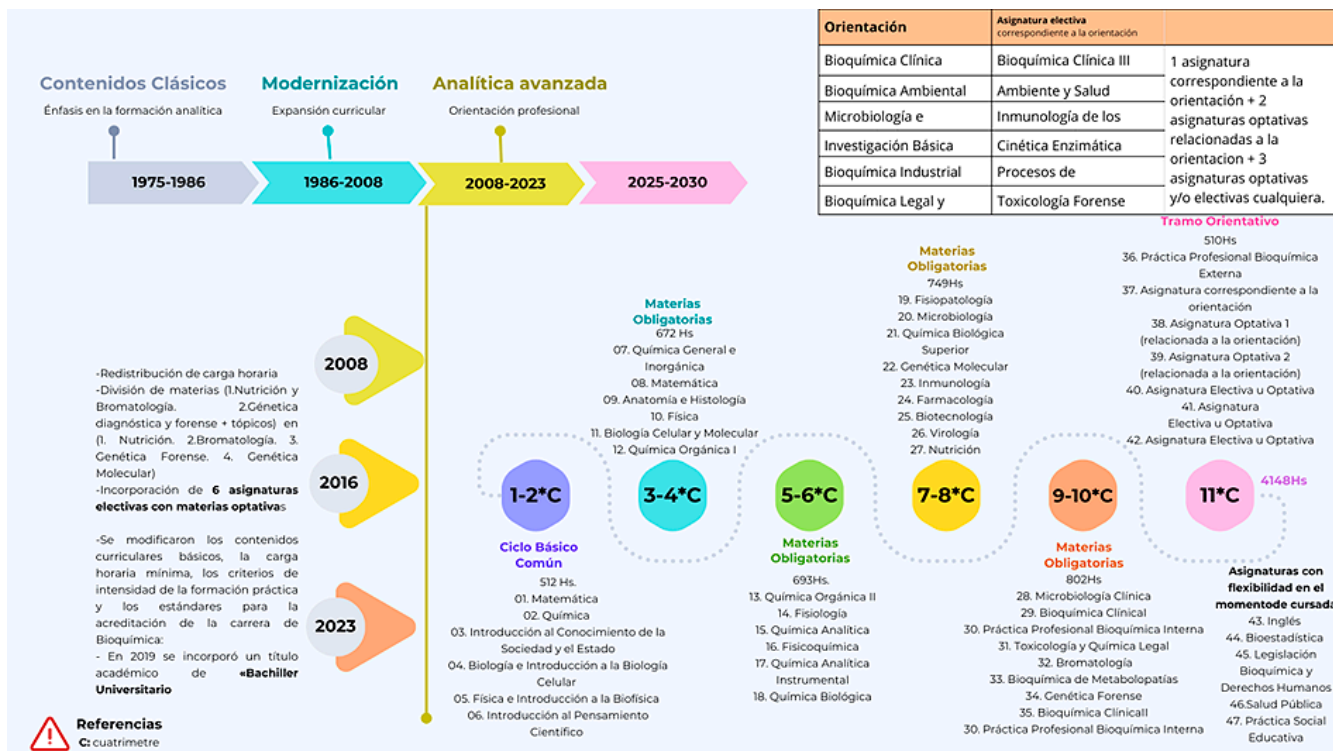 Contenidos Clásicos
Énfasis en la formación analítica
Modernización
Expansión curricular
Analítica avanzada
Orientación profesional
1975-1986
1986-2008
2008-2023
2025-2030
Orientación
Asignatura electiva
correspondiente a la orientación
Bioquímica Clínica
Bioquímica Clínica III
Bioquímica Ambiental
Ambiente y Salud
Microbiología e
Inmunología de los
Investigación Básica
Cinética Enzimática
Bioquímica Industrial
Procesos de
Bioquímica Legal y
Toxicología Forense
1 asignatura
correspondiente a la
orientación + 2
asignaturas optativas
relacionadas a la
orientacion + 3
asignaturas optativas
y/o electivas cualquiera.
2008
2016
2023
-Redistribución de carga horaria
-División de materias (1.Nutrición y
Bromatología. 2.Génetica
diagnóstica y forense + tópicos) en
(1. Nutrición. 2.Bromatología. 3.
Genética Forense. 4. Genética
Molecular)
-Incorporación de 6 asignaturas
electivas con materias optativas
-Se modificaron los contenidos
curriculares básicos, la carga
horaria mínima, los criterios de
intensidad de la formación práctica
y los estándares para la
acreditación de la carrera de
Bioquímica:
- En 2019 se incorporó un título
académico de «Bachiller
Universitario
Referencias
C: cuatrimetre
1-2*C
Ciclo Básico
Común
512 Hs.
01. Matemática
02. Química
03. Introducción al Conocimiento de la
Sociedad y el Estado
04. Biología e Introducción a la Biología
Celular
05. Física e Introducción a la Biofísica
06. Introducción al Pensamiento
Científico
Materias
Obligatorias
672 Hs
07. Química General e
Inorgánica
08. Matemática
09. Anatomía e Histología
10. Física
11. Biología Celular y Molecular
12. Química Orgánica I
3-4*C
5-6*C
Materias
Obligatorias
693Hs.
13. Química Orgánica II
14. Fisiología
15. Química Analítica
16. Fisicoquímica
17. Química Analítica
Instrumental
18. Química Biológica
Materias
Obligatorias
749Hs
19. Fisiopatología
20. Microbiología
21. Química Biológica
Superior
22. Genética Molecular
23. Inmunología
24. Farmacología
25. Biotecnología
26. Virología
27. Nutrición
7-8*C
9-10*C
Materias
Obligatorias
802Hs
28. Microbiología Clínica
29. Bioquímica ClínicaI
30. Práctica Profesional Bioquímica Interna
31. Toxicología y Química Legal
32. Bromatología
33. Bioquímica de Metabolopatías
34. Genética Forense
35. Bioquímica ClínicaII
30. Práctica Profesional Bioquímica Interna
Tramo Orientativo
510Hs
36. Práctica Profesional Bioquímica
Externa
37. Asignatura correspondiente a la
orientación
38. Asignatura Optativa 1
(relacionada a la orientación)
39. Asignatura Optativa 2
(relacionada a la orientación)
40. Asignatura Electiva u Optativa
41. Asignatura
Electiva u Optativa
42. Asignatura Electiva u Optativa
11*C
4148Hs
Asignaturas con
flexibilidad en el
momentode cursada
43. Inglés
44. Bioestadística
45. Legislación
Bioquímica y
Derechos Humanos
46.Salud Pública
47. Práctica Social
Educativa